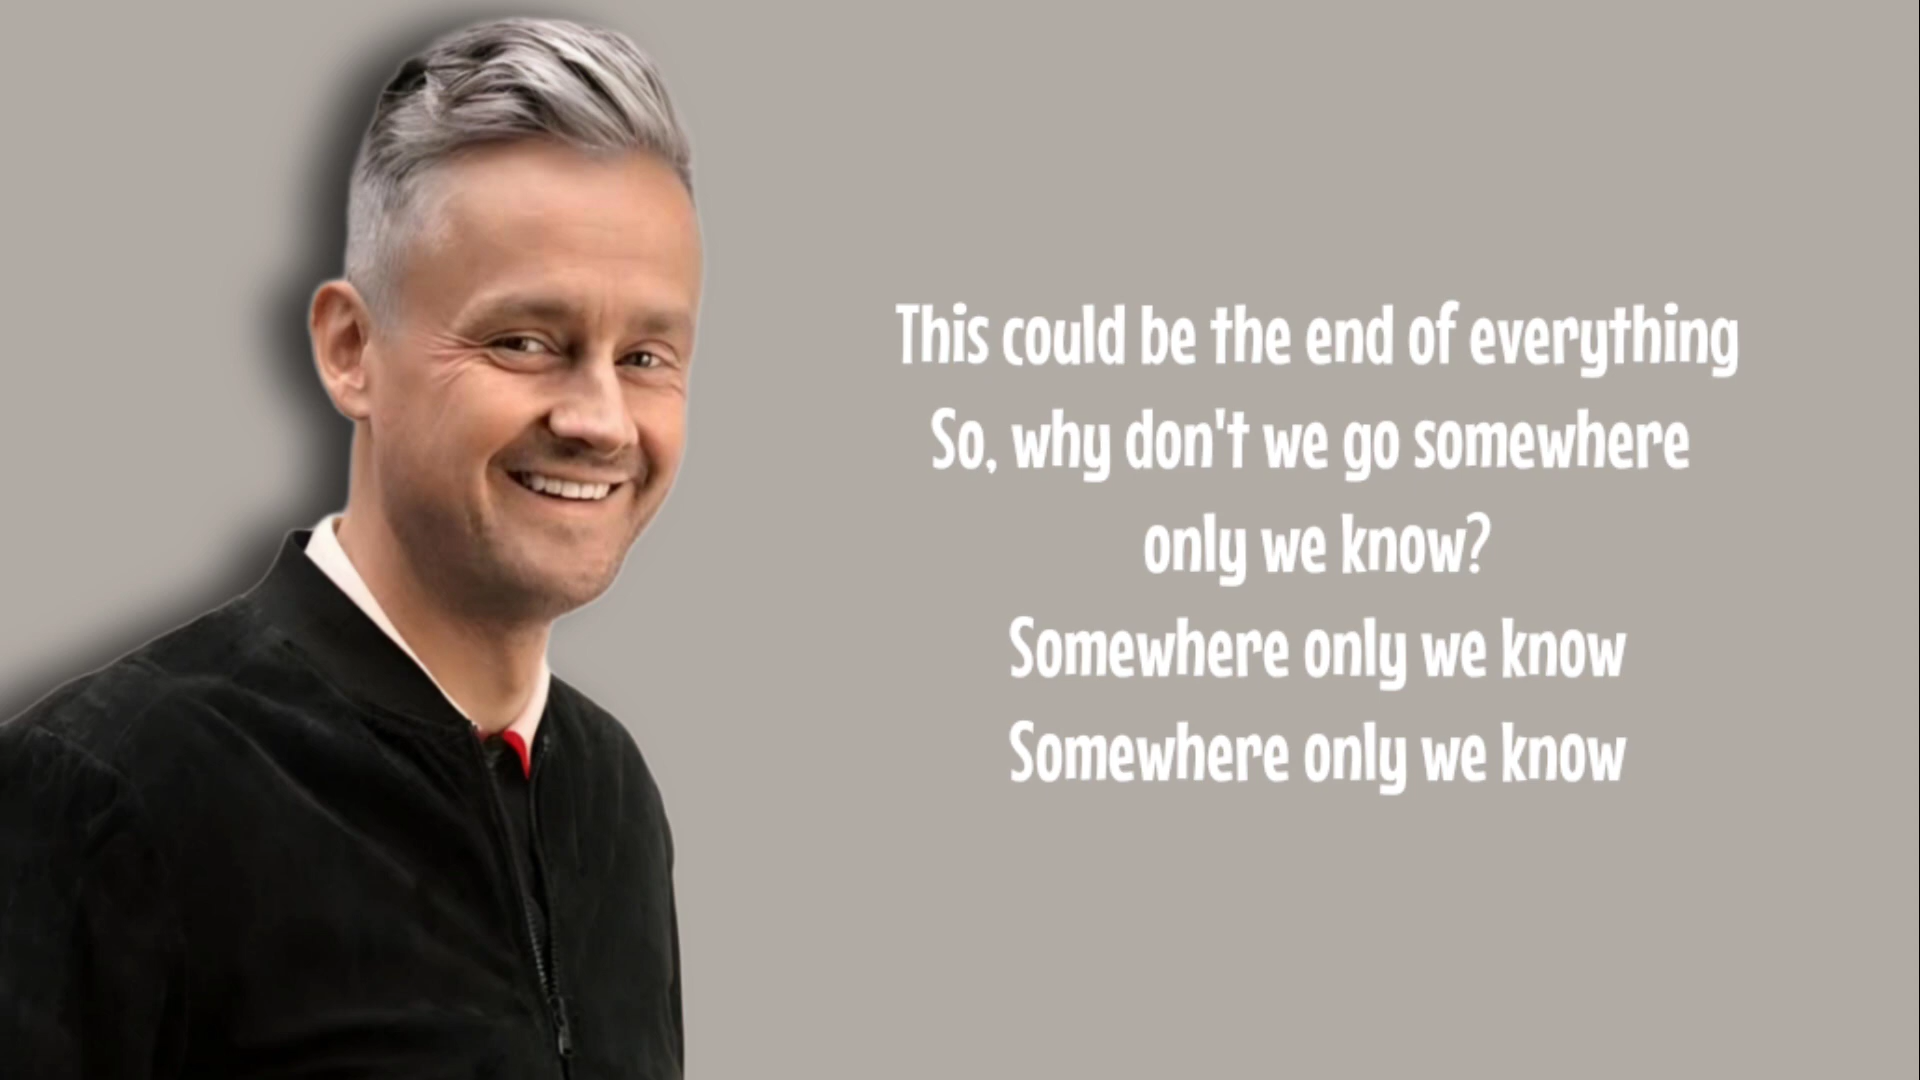 This could be the end of everything
So, why don't we go somewhere
only we know?
Somewhere only we know
Somewhere only we know